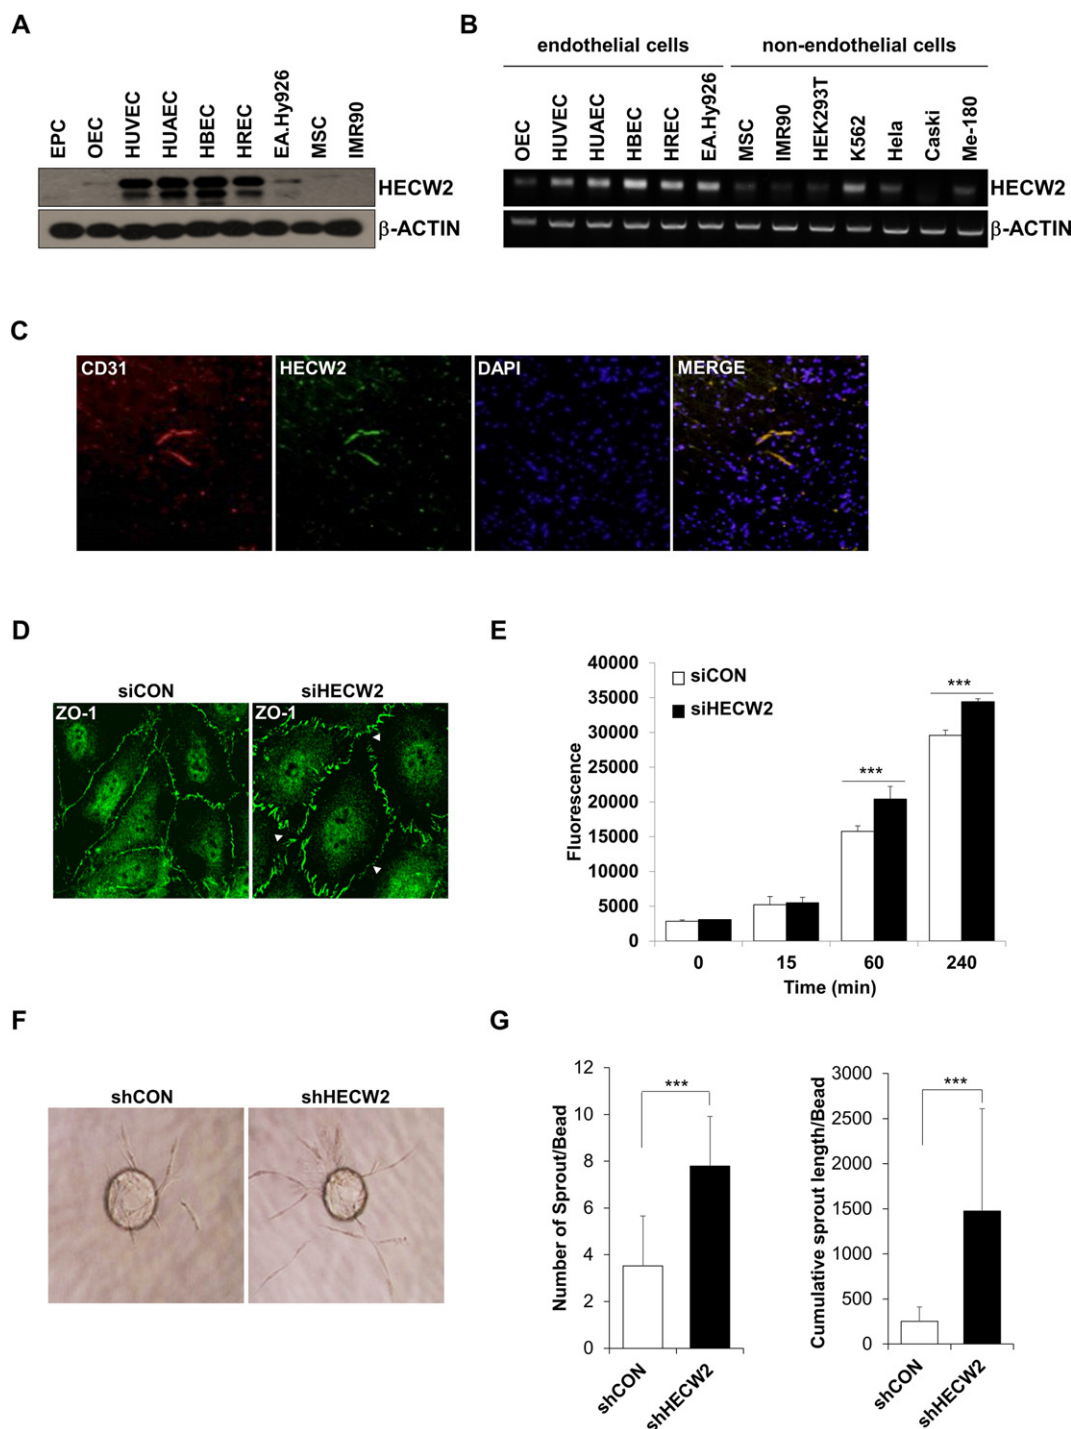 A
EPC
OEC
HUVEC
HUAEC
HBEC
HREC
EA.Hy926
MSC
IMR90
HECW2
β-ACTIN
B
endothelial cells
non-endothelial cells
OEC
HUVEC
HUAEC
HBEC
HREC
EA.Hy926
MSC
IMR90
HEK293T
K562
Hela
Caski
Me-180
HECW2
β-ACTIN
C
CD31
HECW2
DAPI
MERGE
D
siCON
siHECW2
ZO-1
ZO-1
E
40000
35000
30000
25000
20000
15000
10000
5000
0
Fluorescence
siCON
siHECW2
***
***
0
15
60
240
Time (min)
F
shCON
shHECW2
G
12
10
8
6
4
2
0
Number of Sprout/Bead
***
shCON
shHECW2
3000
2500
2000
1500
1000
500
0
Cumulative sprout length/Bead
***
shCON
shHECW2